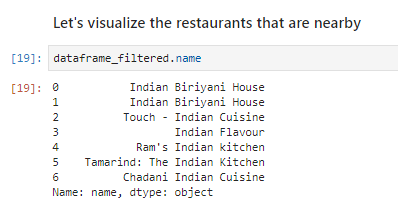 Let's visualize the restaurants that are nearby
[19]: dataframe_filtered.name
[19]: 0 Indian Biriyani House
1 Indian Biriyani House
2 Touch - Indian Cuisine
3 Indian Flavour
4 Ram's Indian kitchen
5 Tamarind: The Indian Kitchen
6 Chadani Indian Cuisine
Name: name, dtype: object